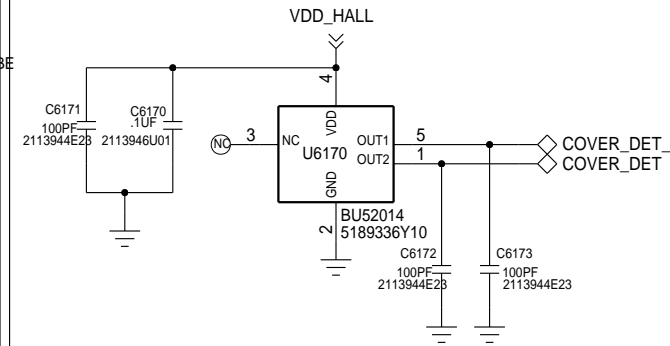 VDD_HALL
BE
4
C6171
100PF
2113944E23
C6170
.1UF
2113946U01
NC
3
NC
VDD
U6170
GND
OUT1
OUT2
5
1
COVER_DET_
COVER_DET
2
BU52014
5189336Y10
C6172
100PF
2113944E23
C6173
100PF
2113944E23